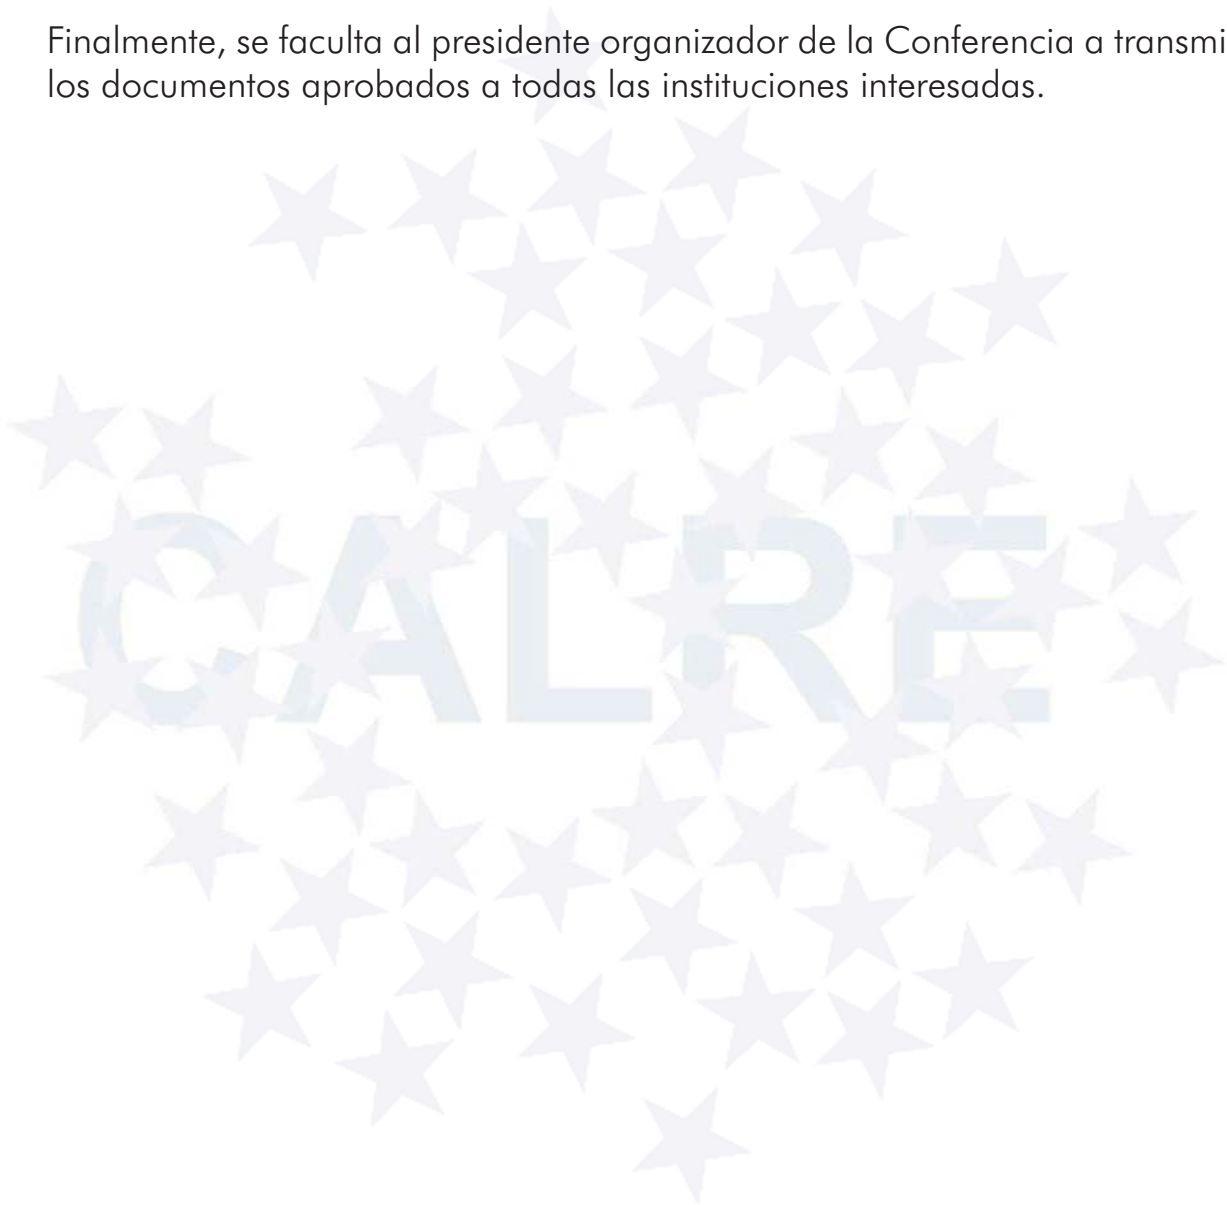 Finalmente, se faculta al presidente organizador de la Conferencia a transmi
los documentos aprobados a todas las instituciones interesadas.
CALRE